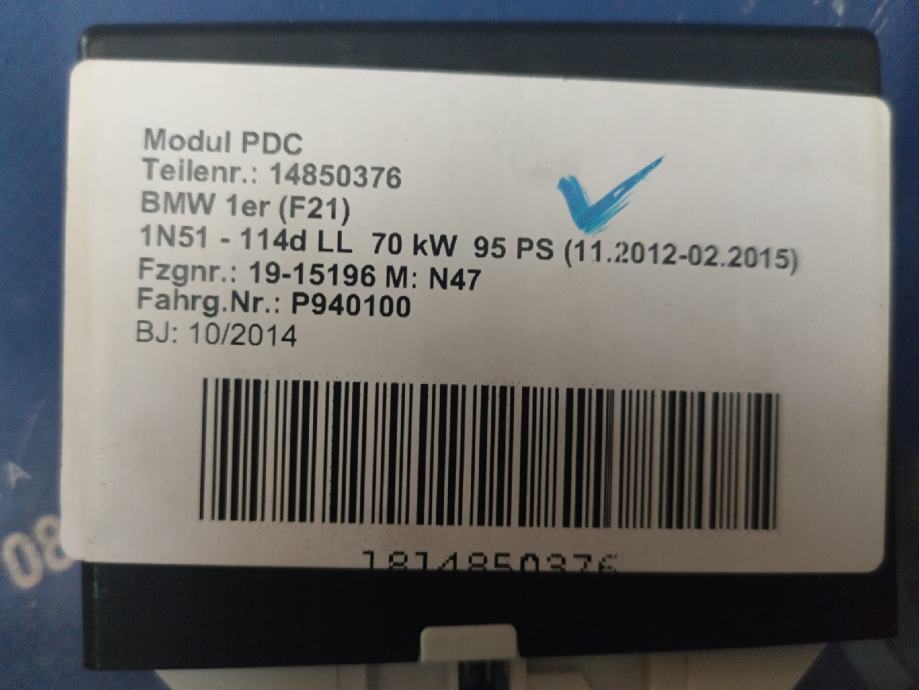 Modul PDC
Teilenr.: 14850376
BMW 1er (F21)
1N51 - 114d LL 70 kW 95 PS (11.2012-02.2015)
Fzgnr.: 19-15196 M: N47
Fahrg.Nr.: P940100
BJ: 10/2014
1814850376
08
A